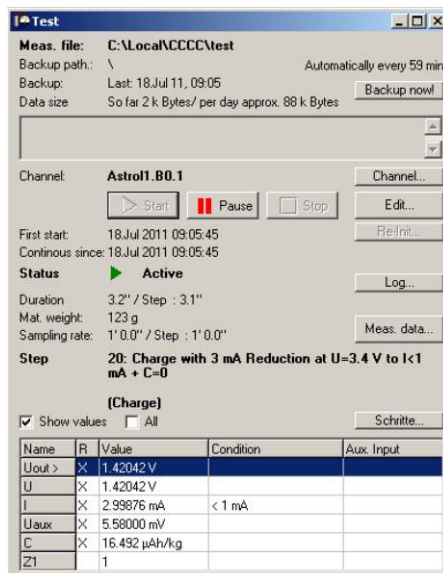 Test
Meas. file: C:\Local\CCCC\test
Backup path.: \ Automatically every 59 min
Backup: Last: 18.Jul 11, 09:05 Backup now!
Data size So far 2 k Bytes/ per day approx. 88 k Bytes
Channel: Astrol1.B0.1 Channel...
Start Pause Stop Edit...
First start: 18.Jul 2011 09:05:45 Re-Init...
Continous since: 18.Jul 2011 09:05:45
Status Active Log...
Duration 3.2" / Step : 3.1"
Mat. weight: 123 g
Sampling rate: 1' 0.0" / Step : 1' 0.0" Meas. data...
Step 20: Charge with 3 mA Reduction at U=3.4 V to I<1
mA + C=0
(Charge)
Show values All Schritte...
Name R Value Condition Aux. Input
Uout > X 1.42042 V
U X 1.42042 V
I X 2.99876 mA < 1 mA
Uaux X 5.58000 mV
C X 16.492 µAh/kg
Z1 1